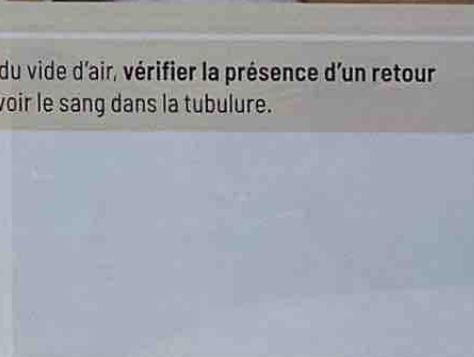 du vide d'air, vérifier la présence d'un retour
voir le sang dans la tubulure.